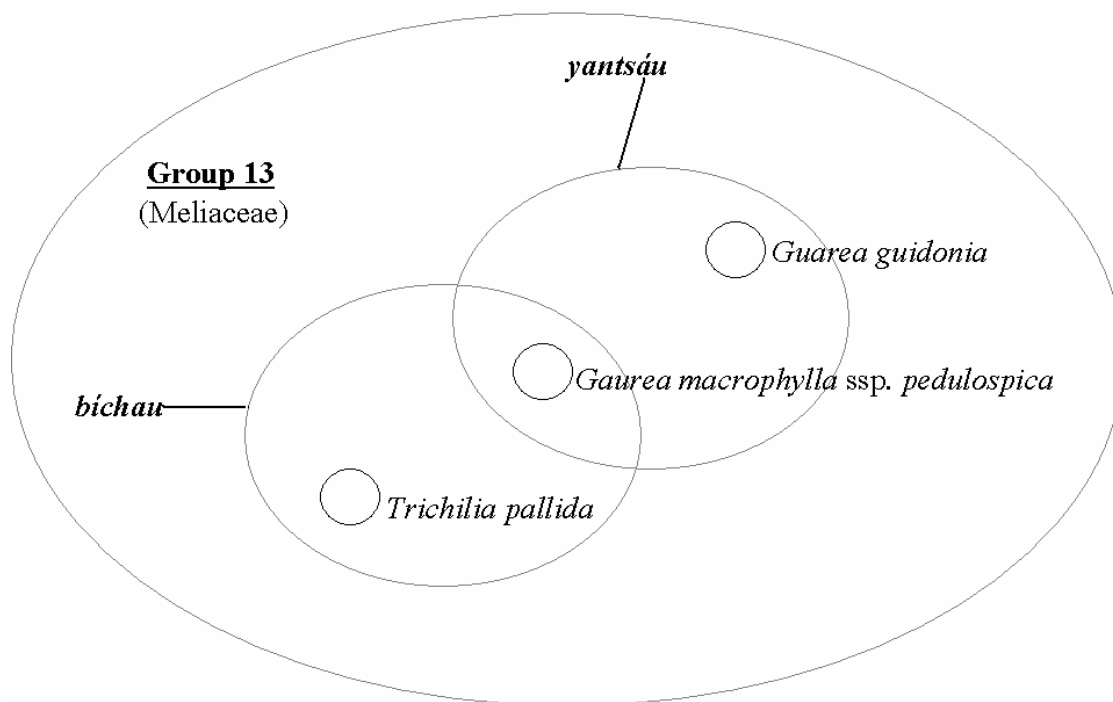 yantsáu
Group 13
(Meliaceae)
Guarea guidonia
Gaurea macrophylla ssp. pedulospica
bíchau
Trichilia pallida